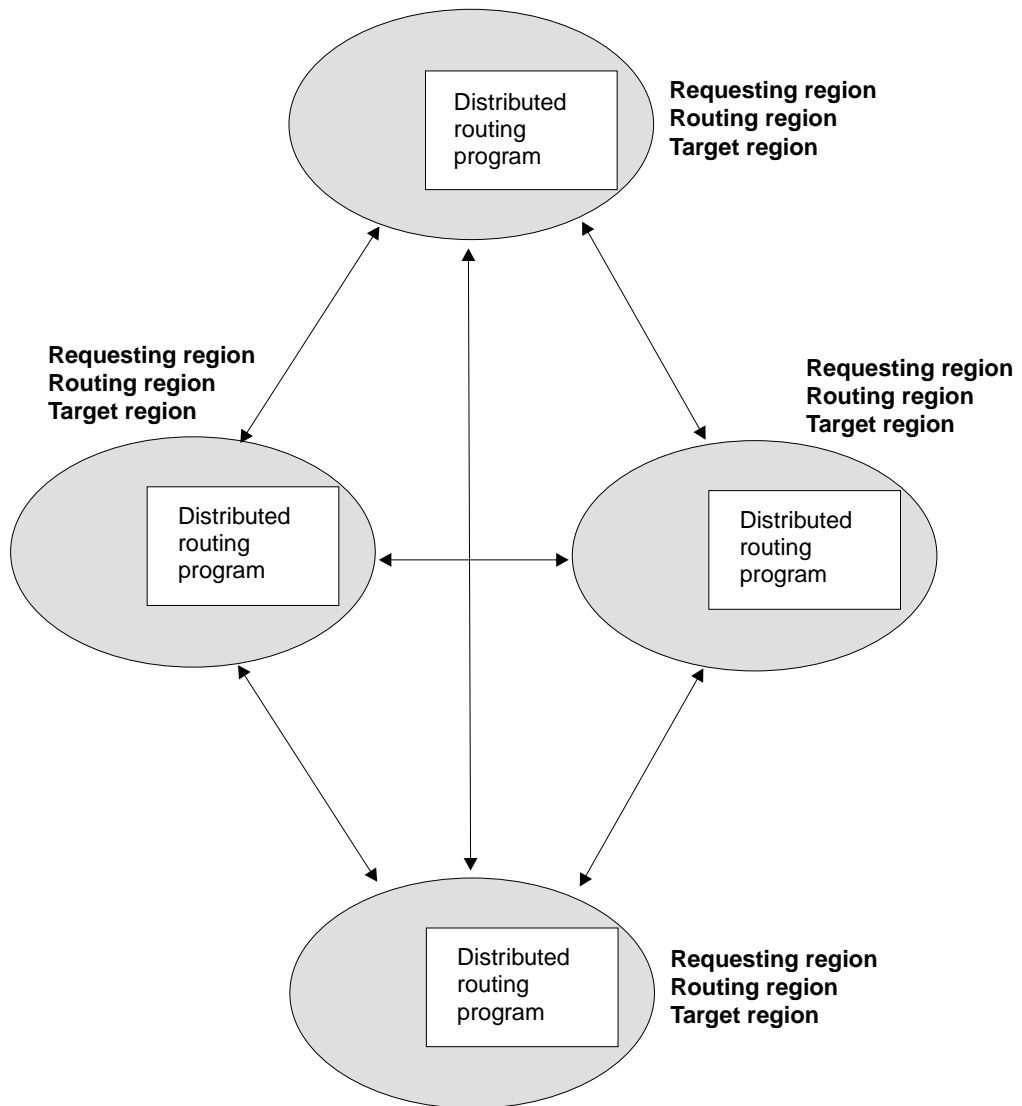 Distributed
routing
program
Requesting region
Routing region
Target region
Requesting region
Routing region
Target region
Distributed
routing
program
Requesting region
Routing region
Target region
Distributed
routing
program
Distributed
routing
program
Requesting region
Routing region
Target region